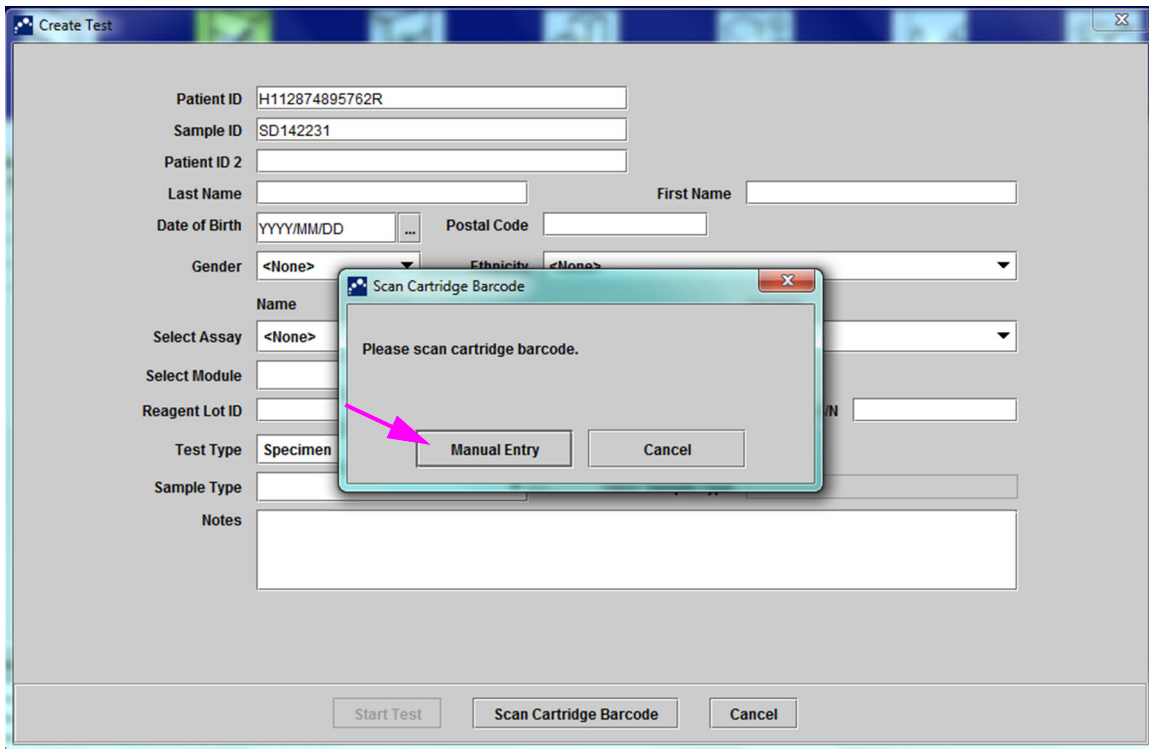 Create Test
Patient ID H112874895762R
Sample ID SD142231
Patient ID 2
Last Name First Name
Date of Birth YYYY/MM/DD ... Postal Code
Gender <None> Ethnicity <None>
Scan Cartridge Barcode
Name
Select Assay <None>
Please scan cartridge barcode.
Select Module
Reagent Lot ID
Test Type Specimen
Manual Entry Cancel
Sample Type
Notes
Start Test Scan Cartridge Barcode Cancel